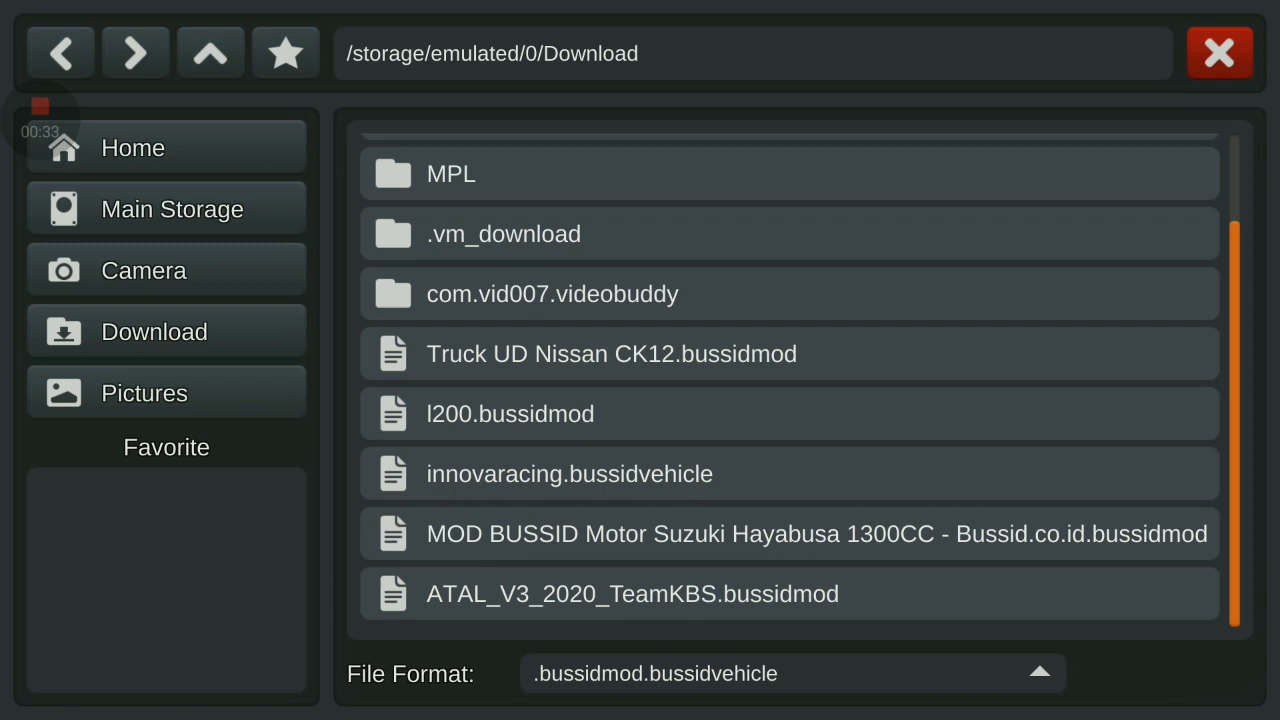 /storage/emulated/0/Download
00:33
Home
Main Storage
Camera
Download
Pictures
Favorite
MPL
.vm_download
com.vid007.videobuddy
Truck UD Nissan CK12.bussidmod
l200.bussidmod
innovaracing.bussidvehicle
MOD BUSSID Motor Suzuki Hayabusa 1300CC - Bussid.co.id.bussidmod
ATAL_V3_2020_TeamKBS.bussidmod
File Format:
.bussidmod.bussidvehicle